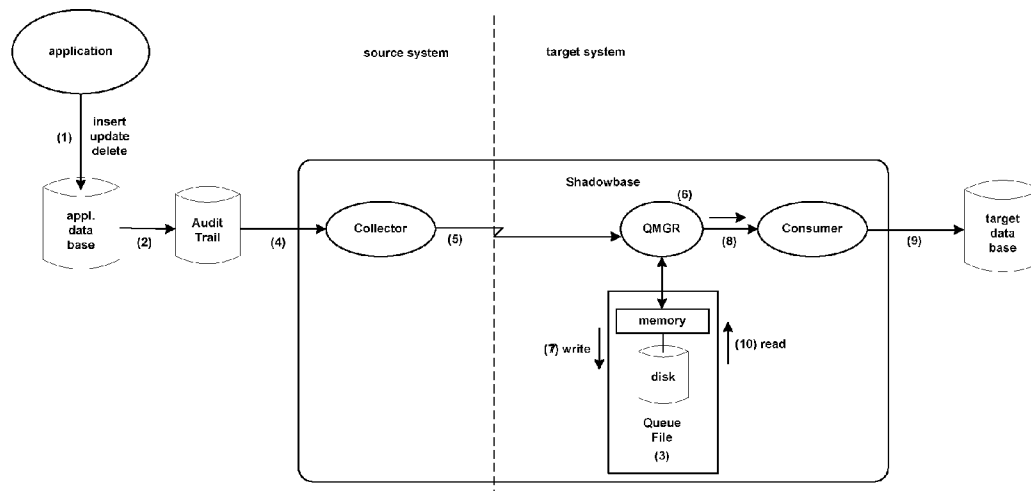 application
source system
target system
(1)
insert
update
delete
Shadowbase
appl.
data
base
(2)
Audit
Trail
(4)
Collector
(5)
(6)
QMGR
(8)
Consumer
(9)
target
data
base
memory
(7) write
(10) read
disk
Queue
File
(3)